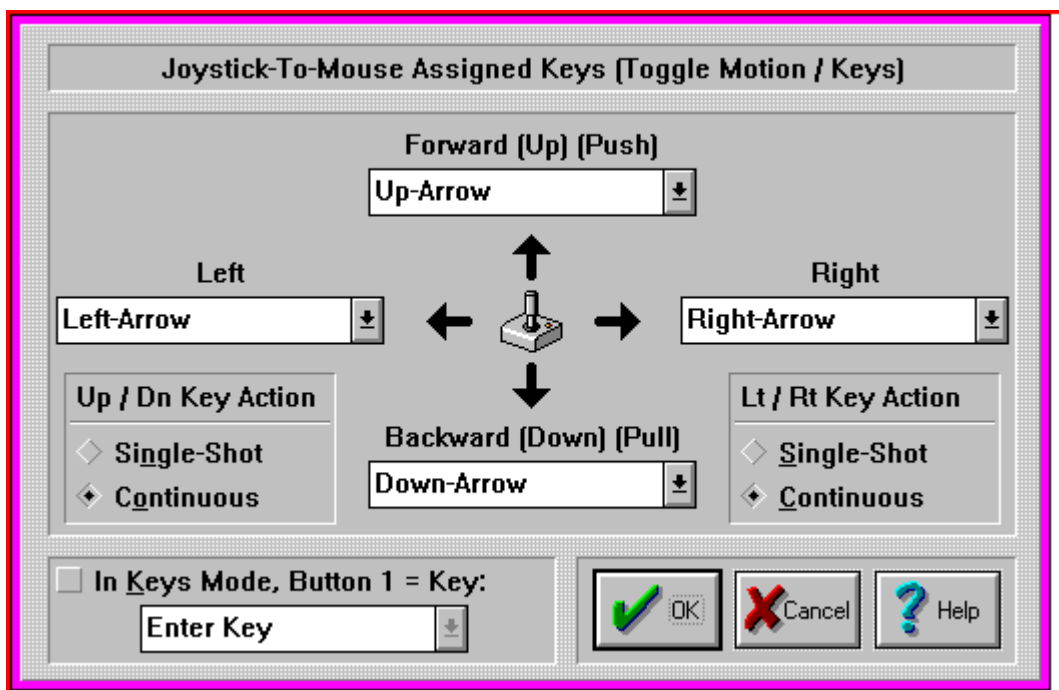 Joystick-To-Mouse Assigned Keys (Toggle Motion / Keys)
Forward (Up) (Push)
Up-Arrow
Left
Right
Left-Arrow
Right-Arrow
Up / Dn Key Action
Single-Shot
Continuous
Backward (Down) (Pull)
Down-Arrow
Lt / Rt Key Action
Single-Shot
Continuous
In Keys Mode, Button 1 = Key:
Enter Key
OK
Cancel
Help